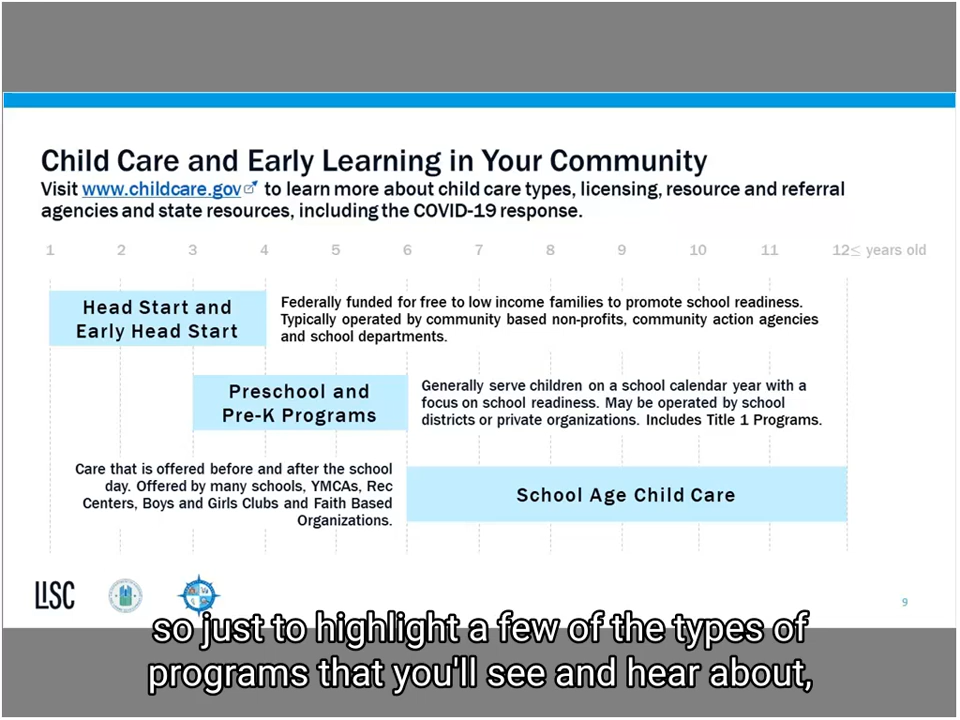 Child Care and Early Learning in Your Community
Visit www.childcare.gov to learn more about child care types, licensing, resource and referral
agencies and state resources, including the COVID-19 response.
1 2 3 4 5 6 7 8 9 10 11 12≤ years old
Head Start and
Early Head Start
Federally funded for free to low income families to promote school readiness.
Typically operated by community based non-profits, community action agencies
and school departments.
Preschool and
Pre-K Programs
Generally serve children on a school calendar year with a
focus on school readiness. May be operated by school
districts or private organizations. Includes Title 1 Programs.
Care that is offered before and after the school
day. Offered by many schools, YMCAs, Rec
Centers, Boys and Girls Clubs and Faith Based
Organizations.
School Age Child Care
LISC
9
so just to highlight a few of the types of
programs that you'll see and hear about,